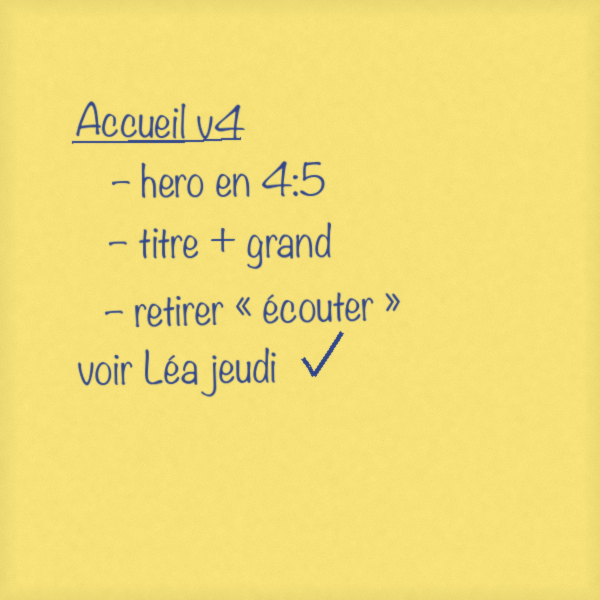 Accueil v4
– hero en 4:5
– titre + grand
– retirer « écouter »
voir Léa jeudi ✓